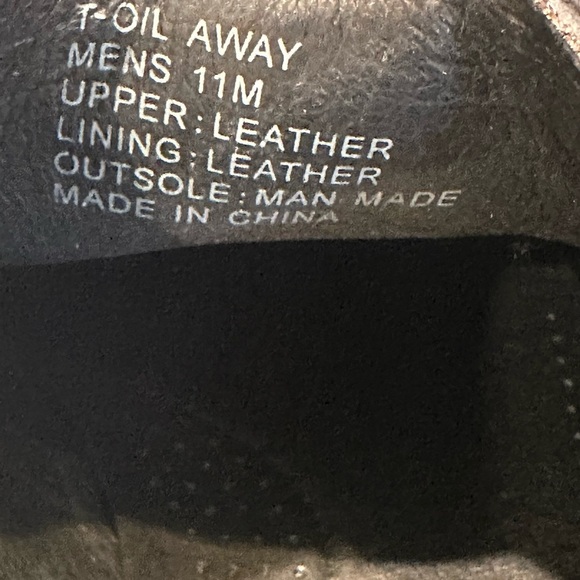 T-OIL AWAY
MENS 11M
UPPER: LEATHER
LINING: LEATHER
OUTSOLE: MAN MADE
MADE IN CHINA